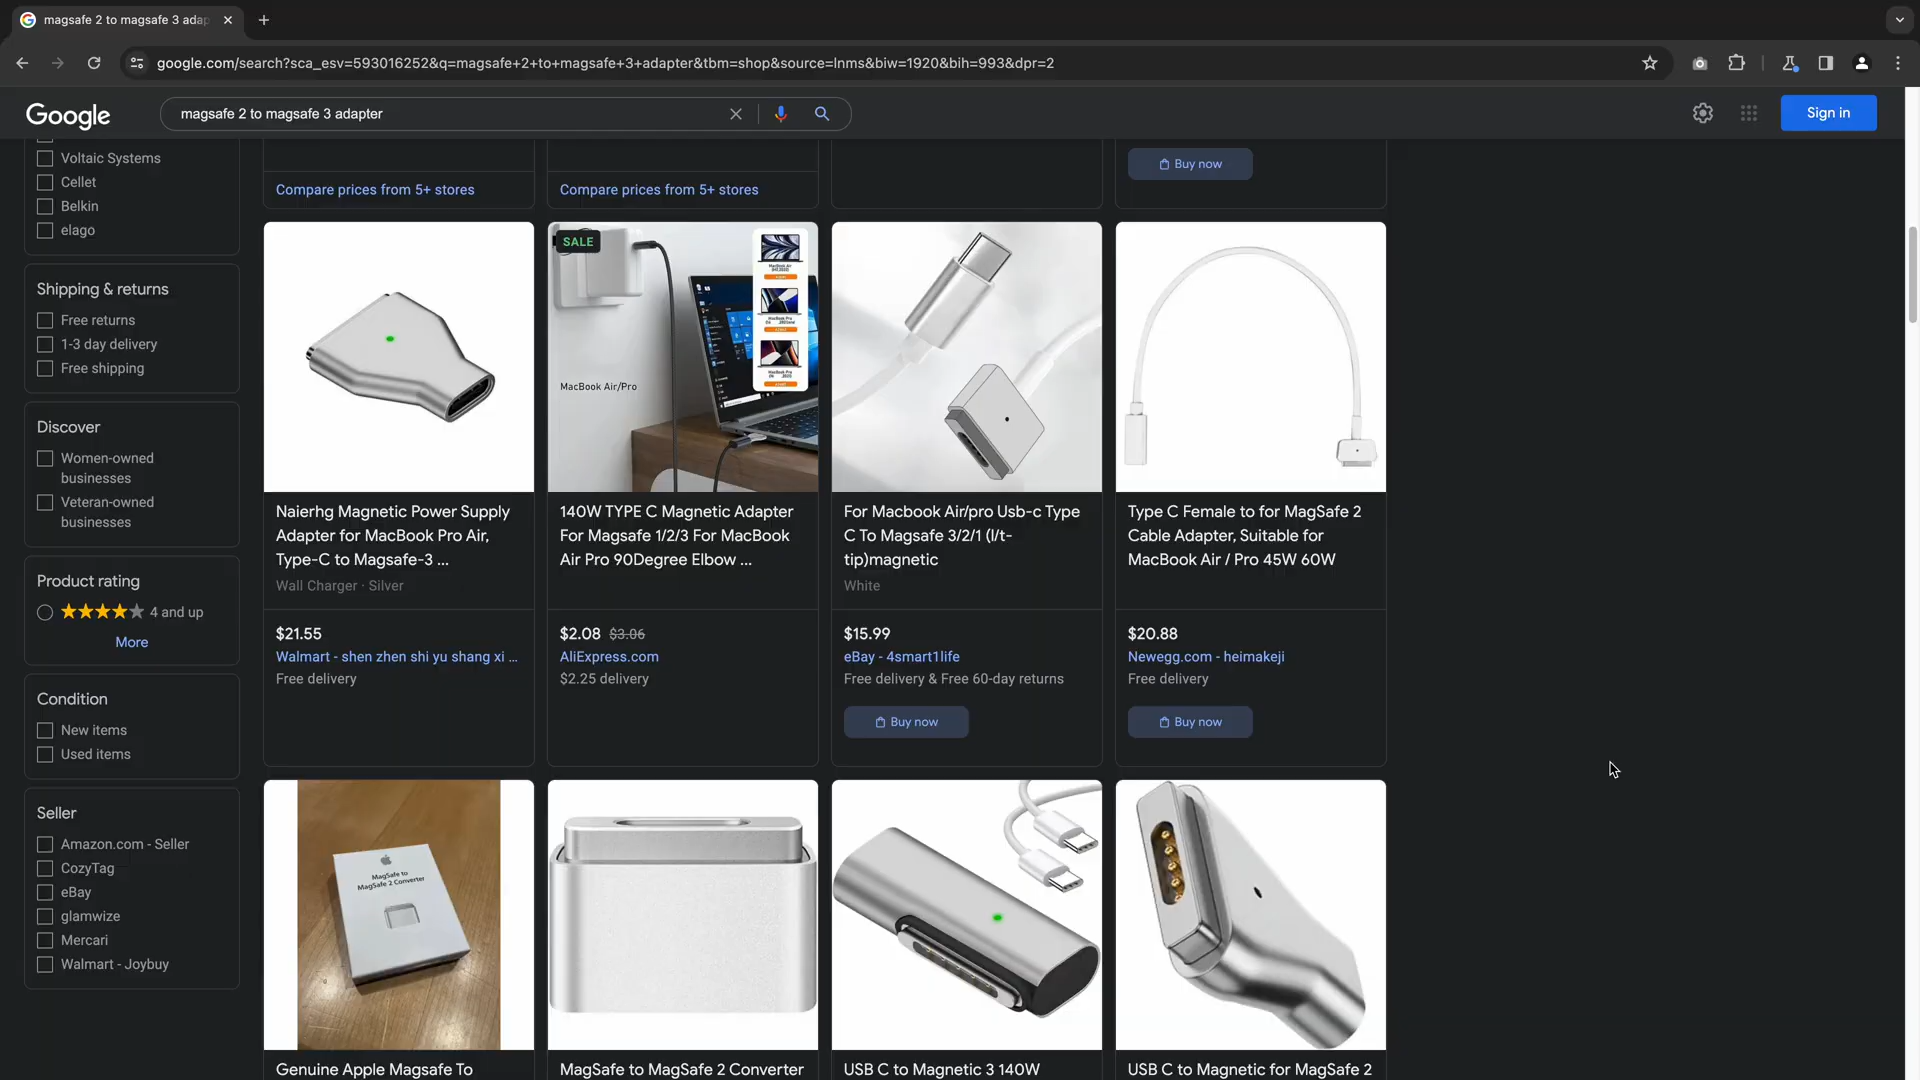 magsafe 2 to magsafe 3 adap
google.com/search?sca_esv=593016252&q=magsafe+2+to+magsafe+3+adapter&tbm=shop&source=lnms&biw=1920&bih=993&dpr=2
Google
magsafe 2 to magsafe 3 adapter
Sign in
Voltaic Systems
Cellet
Belkin
elago
Shipping & returns
Free returns
1-3 day delivery
Free shipping
Discover
Women-owned
businesses
Veteran-owned
businesses
Product rating
4 and up
More
Condition
New items
Used items
Seller
Amazon.com - Seller
CozyTag
eBay
glamwize
Mercari
Walmart - Joybuy
Compare prices from 5+ stores
Compare prices from 5+ stores
Buy now
Naierhg Magnetic Power Supply
Adapter for MacBook Pro Air,
Type-C to Magsafe-3 ...
Wall Charger · Silver
$21.55
Walmart - shen zhen shi yu shang xi ...
Free delivery
SALE
MacBook Air/Pro
140W TYPE C Magnetic Adapter
For Magsafe 1/2/3 For MacBook
Air Pro 90Degree Elbow ...
$2.08 $3.06
AliExpress.com
$2.25 delivery
For Macbook Air/pro Usb-c Type
C To Magsafe 3/2/1 (l/t-
tip)magnetic
White
$15.99
eBay - 4smart1life
Free delivery & Free 60-day returns
Buy now
Type C Female to for MagSafe 2
Cable Adapter, Suitable for
MacBook Air / Pro 45W 60W
$20.88
Newegg.com - heimakeji
Free delivery
Buy now
MagSafe to
MagSafe 2 Converter
Genuine Apple Magsafe To
MagSafe to MagSafe 2 Converter
USB C to Magnetic 3 140W
USB C to Magnetic for MagSafe 2